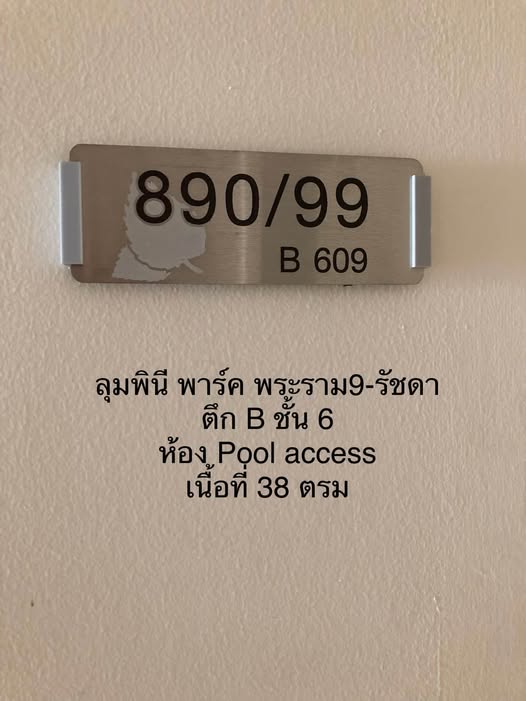 890/99
B 609
ลุมพินี พาร์ค พระราม9-รัชดา
ตึก B ชั้น 6
ห้อง Pool access
เนื้อที่ 38 ตรม